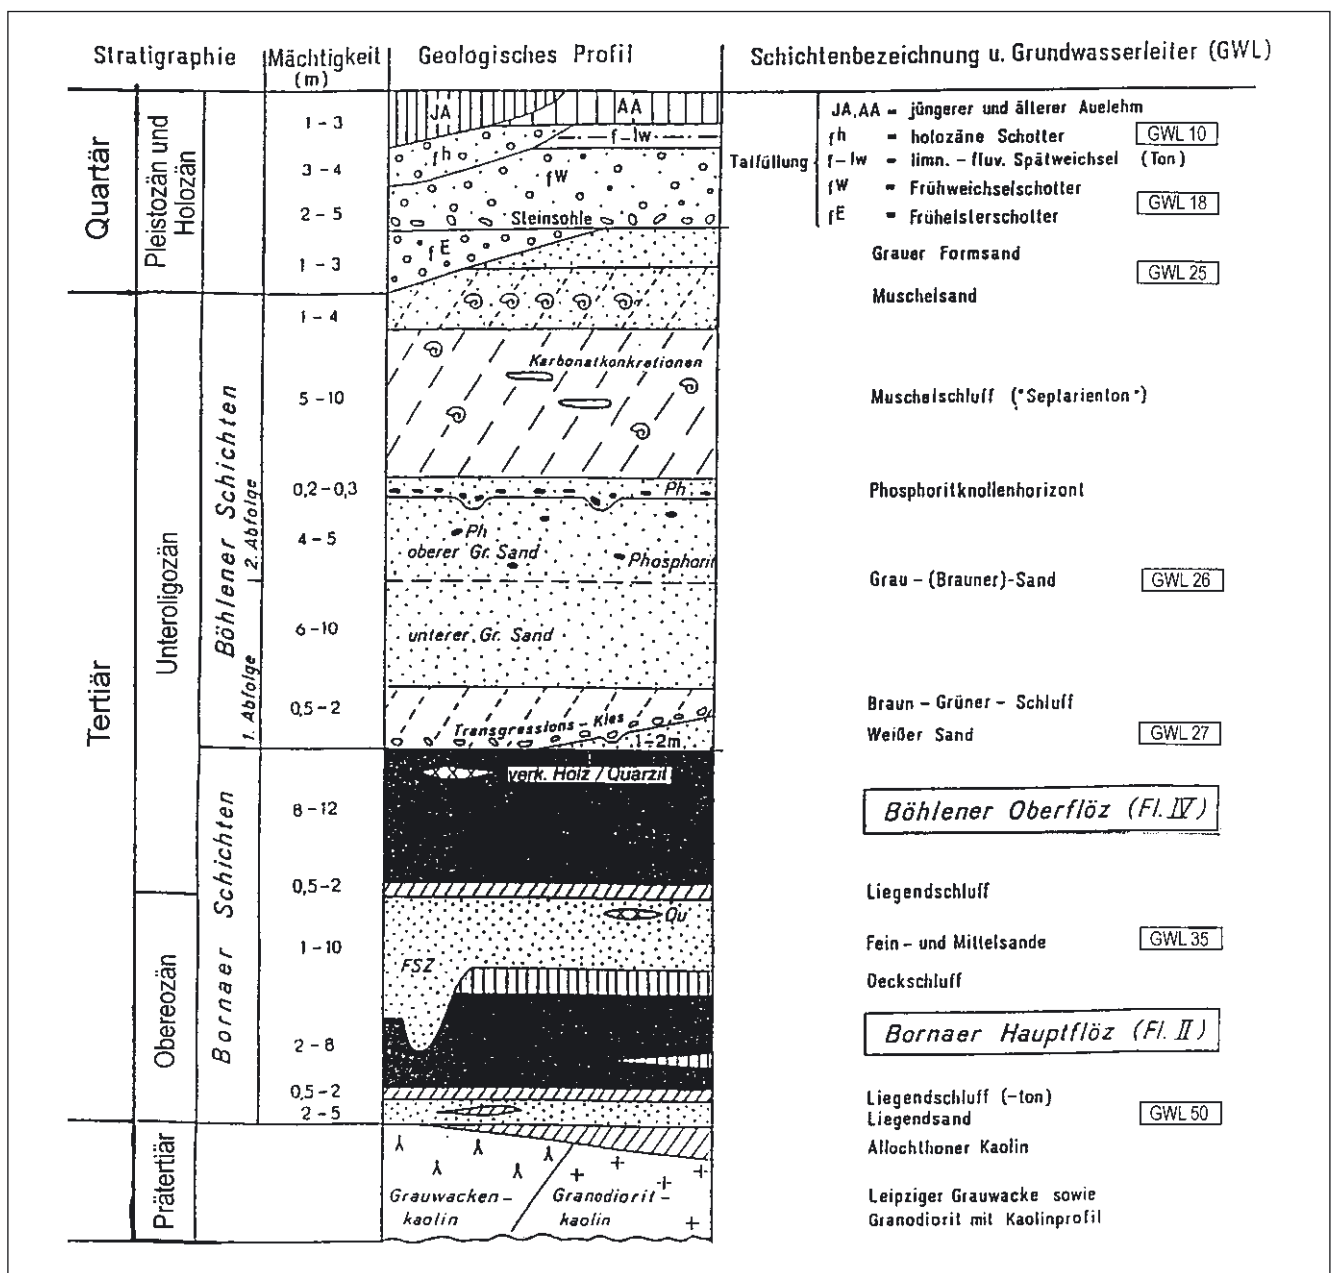 Stratigraphie
Mächtigkeit
(m)
Geologisches Profil
Schichtenbezeichnung u. Grundwasserleiter (GWL)
Quartär
Pleistozän und
Holozän
Tertiär
Unteroligozän
Obereozän
Prätertiär
Böhlener Schichten
1. Abfolge
2. Abfolge
Bornaer Schichten
1 - 3
3 - 4
2 - 5
1 - 3
1 - 4
5 - 10
0,2 - 0,3
4 - 5
6 - 10
0,5 - 2
8 - 12
0,5 - 2
1 - 10
2 - 8
0,5 - 2
2 - 5
JA
AA
f-lw
fh
fW
Steinsohle
fE
Karbonatkonkretionen
Ph
Ph
oberer Gr. Sand
Phosphorit
unterer Gr. Sand
Transgressions - Kies
1-2m
verk. Holz / Quarzit
Qu
FSZ
Grauwacken-
kaolin
Granodiorit-
kaolin
Talfüllung
JA, AA = jüngerer und älterer Auelehm
fh = holozäne Schotter GWL 10
f-lw = limn. - fluv. Spätweichsel (Ton)
fW = Frühweichselschotter
GWL 18
fE = Frühelsterschotter
Grauer Formsand
GWL 25
Muschelsand
Muschelschluff ("Septarienton")
Phosphoritknollenhorizont
Grau - (Brauner)-Sand GWL 26
Braun - Grüner - Schluff
Weißer Sand GWL 27
Böhlener Oberflöz (Fl. IV)
Liegendschluff
Fein - und Mittelsande GWL 35
Deckschluff
Bornaer Hauptflöz (Fl. II)
Liegendschluff (-ton)
Liegendsand GWL 50
Allochthoner Kaolin
Leipziger Grauwacke sowie
Granodiorit mit Kaolinprofil